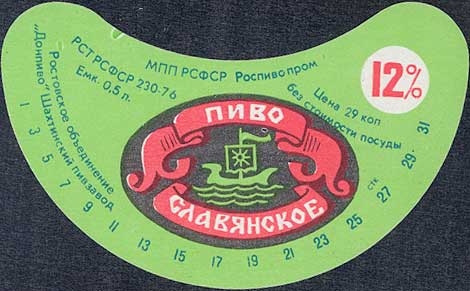 МПП РСФСР Роспивопром
РСТ РСФСР 230-76
Емк. 0,5 л.
Ростовское объединение
"Донпиво" Шахтинский пивзавод
Цена 29 коп
без стоимости посуды
12%
ПИВО
СЛАВЯНСКОЕ
1 3 5 7 9 11 13 15 17 19 21 23 25 27 29 31
стк